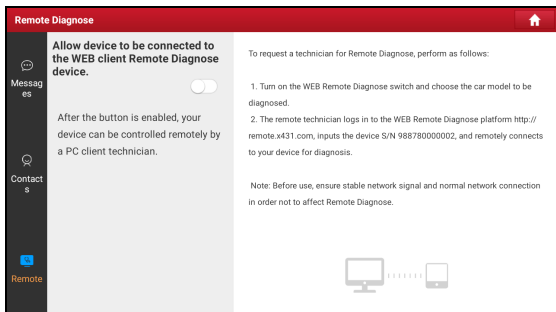 Remote Diagnose
Messag
es
Contact
s
Remote
Allow device to be connected to
the WEB client Remote Diagnose
device.
After the button is enabled, your
device can be controlled remotely by
a PC client technician.
To request a technician for Remote Diagnose, perform as follows:
1. Turn on the WEB Remote Diagnose switch and choose the car model to be
diagnosed.
2. The remote technician logs in to the WEB Remote Diagnose platform http://
remote.x431.com, inputs the device S/N 988780000002, and remotely connects
to your device for diagnosis.
Note: Before use, ensure stable network signal and normal network connection
in order not to affect Remote Diagnose.